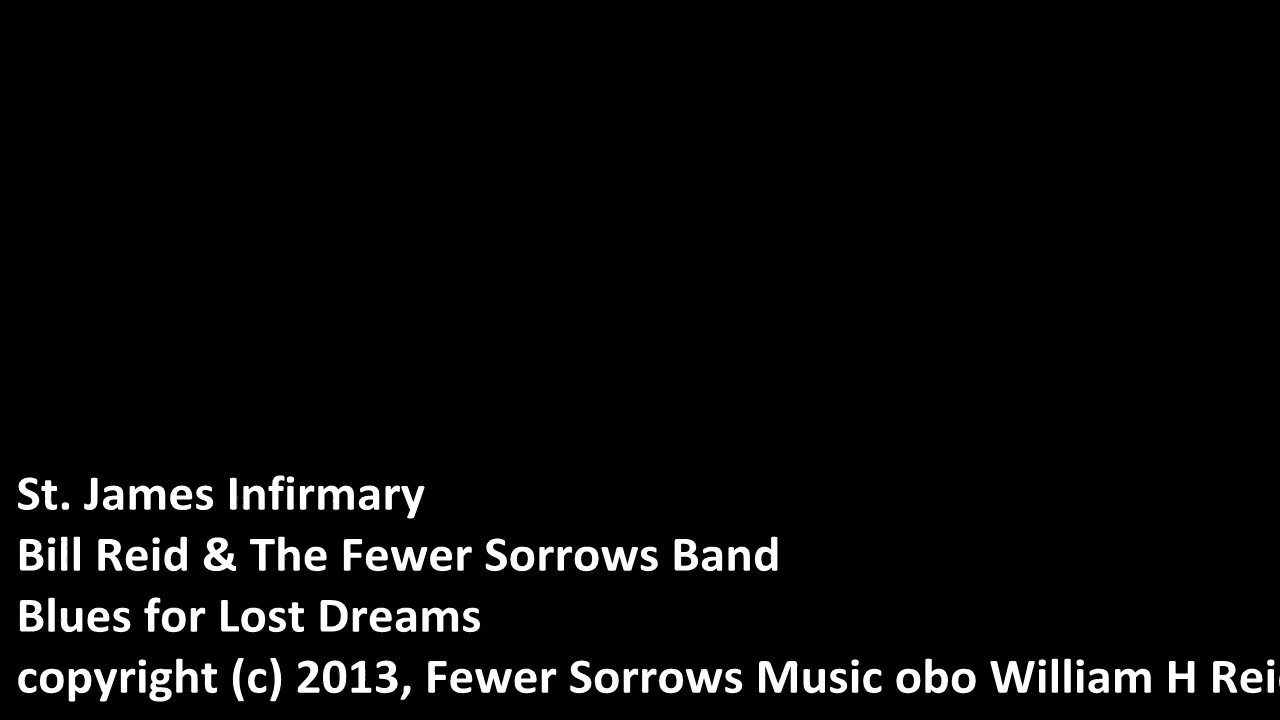 St. James Infirmary
Bill Reid & The Fewer Sorrows Band
Blues for Lost Dreams
copyright (c) 2013, Fewer Sorrows Music obo William H